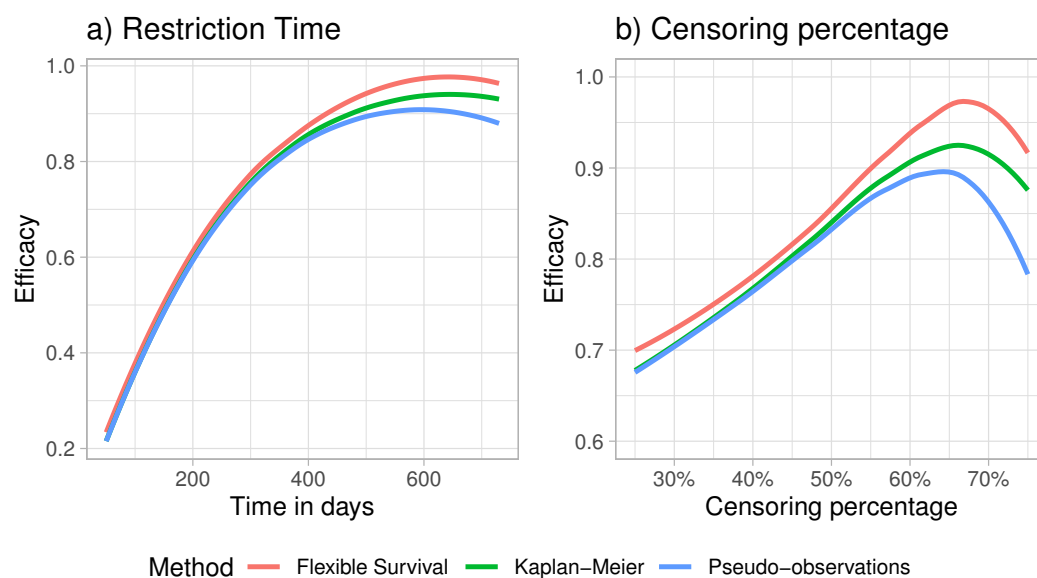 a) Restriction Time
1.0
0.8
0.6
0.4
0.2
Efficacy
200 400 600
Time in days
b) Censoring percentage
1.0
0.9
0.8
0.7
0.6
Efficacy
30% 40% 50% 60% 70%
Censoring percentage
Method Flexible Survival Kaplan−Meier Pseudo−observations